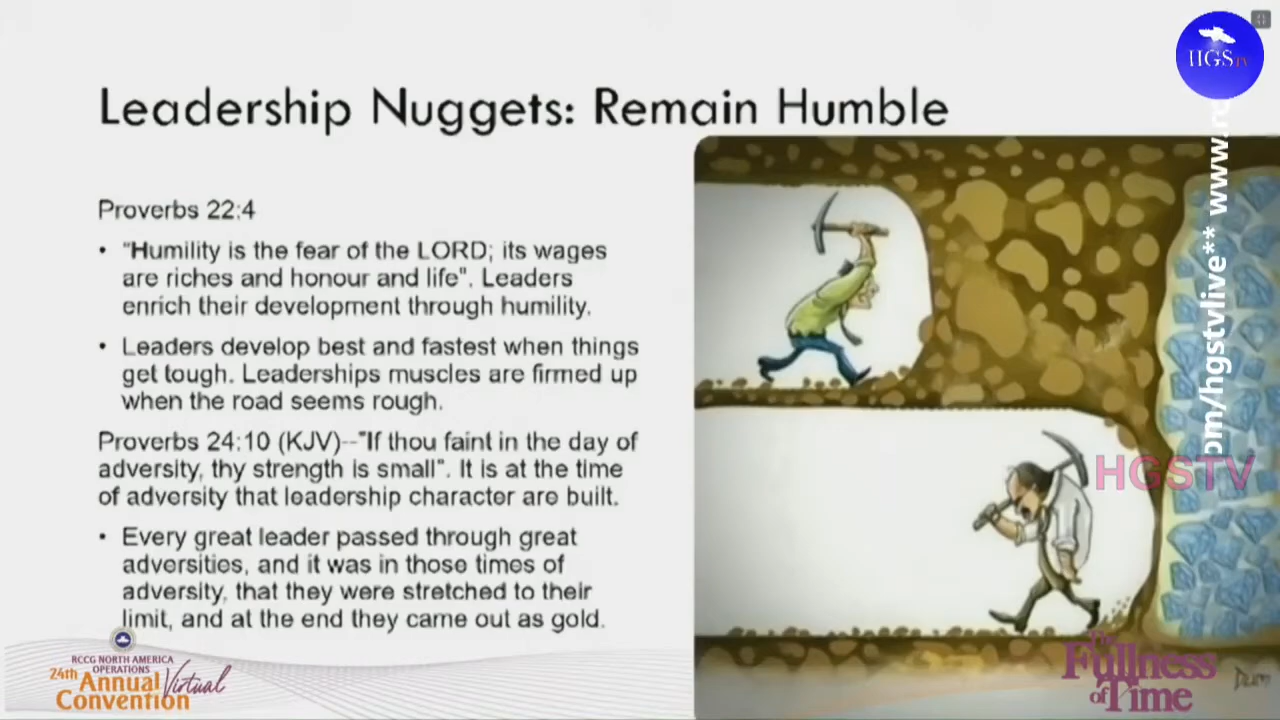 HGS TV
Leadership Nuggets: Remain Humble
Proverbs 22:4
• "Humility is the fear of the LORD; its wages
are riches and honour and life". Leaders
enrich their development through humility.
• Leaders develop best and fastest when things
get tough. Leaderships muscles are firmed up
when the road seems rough.
Proverbs 24:10 (KJV)--"If thou faint in the day of
adversity, thy strength is small". It is at the time
of adversity that leadership character are built.
• Every great leader passed through great
adversities, and it was in those times of
adversity, that they were stretched to their
limit, and at the end they came out as gold.
/hgstvlive** www.
HGSTV
RCCG NORTH AMERICA
OPERATIONS
24th Annual Virtual
Convention
The
Fullness
of Time